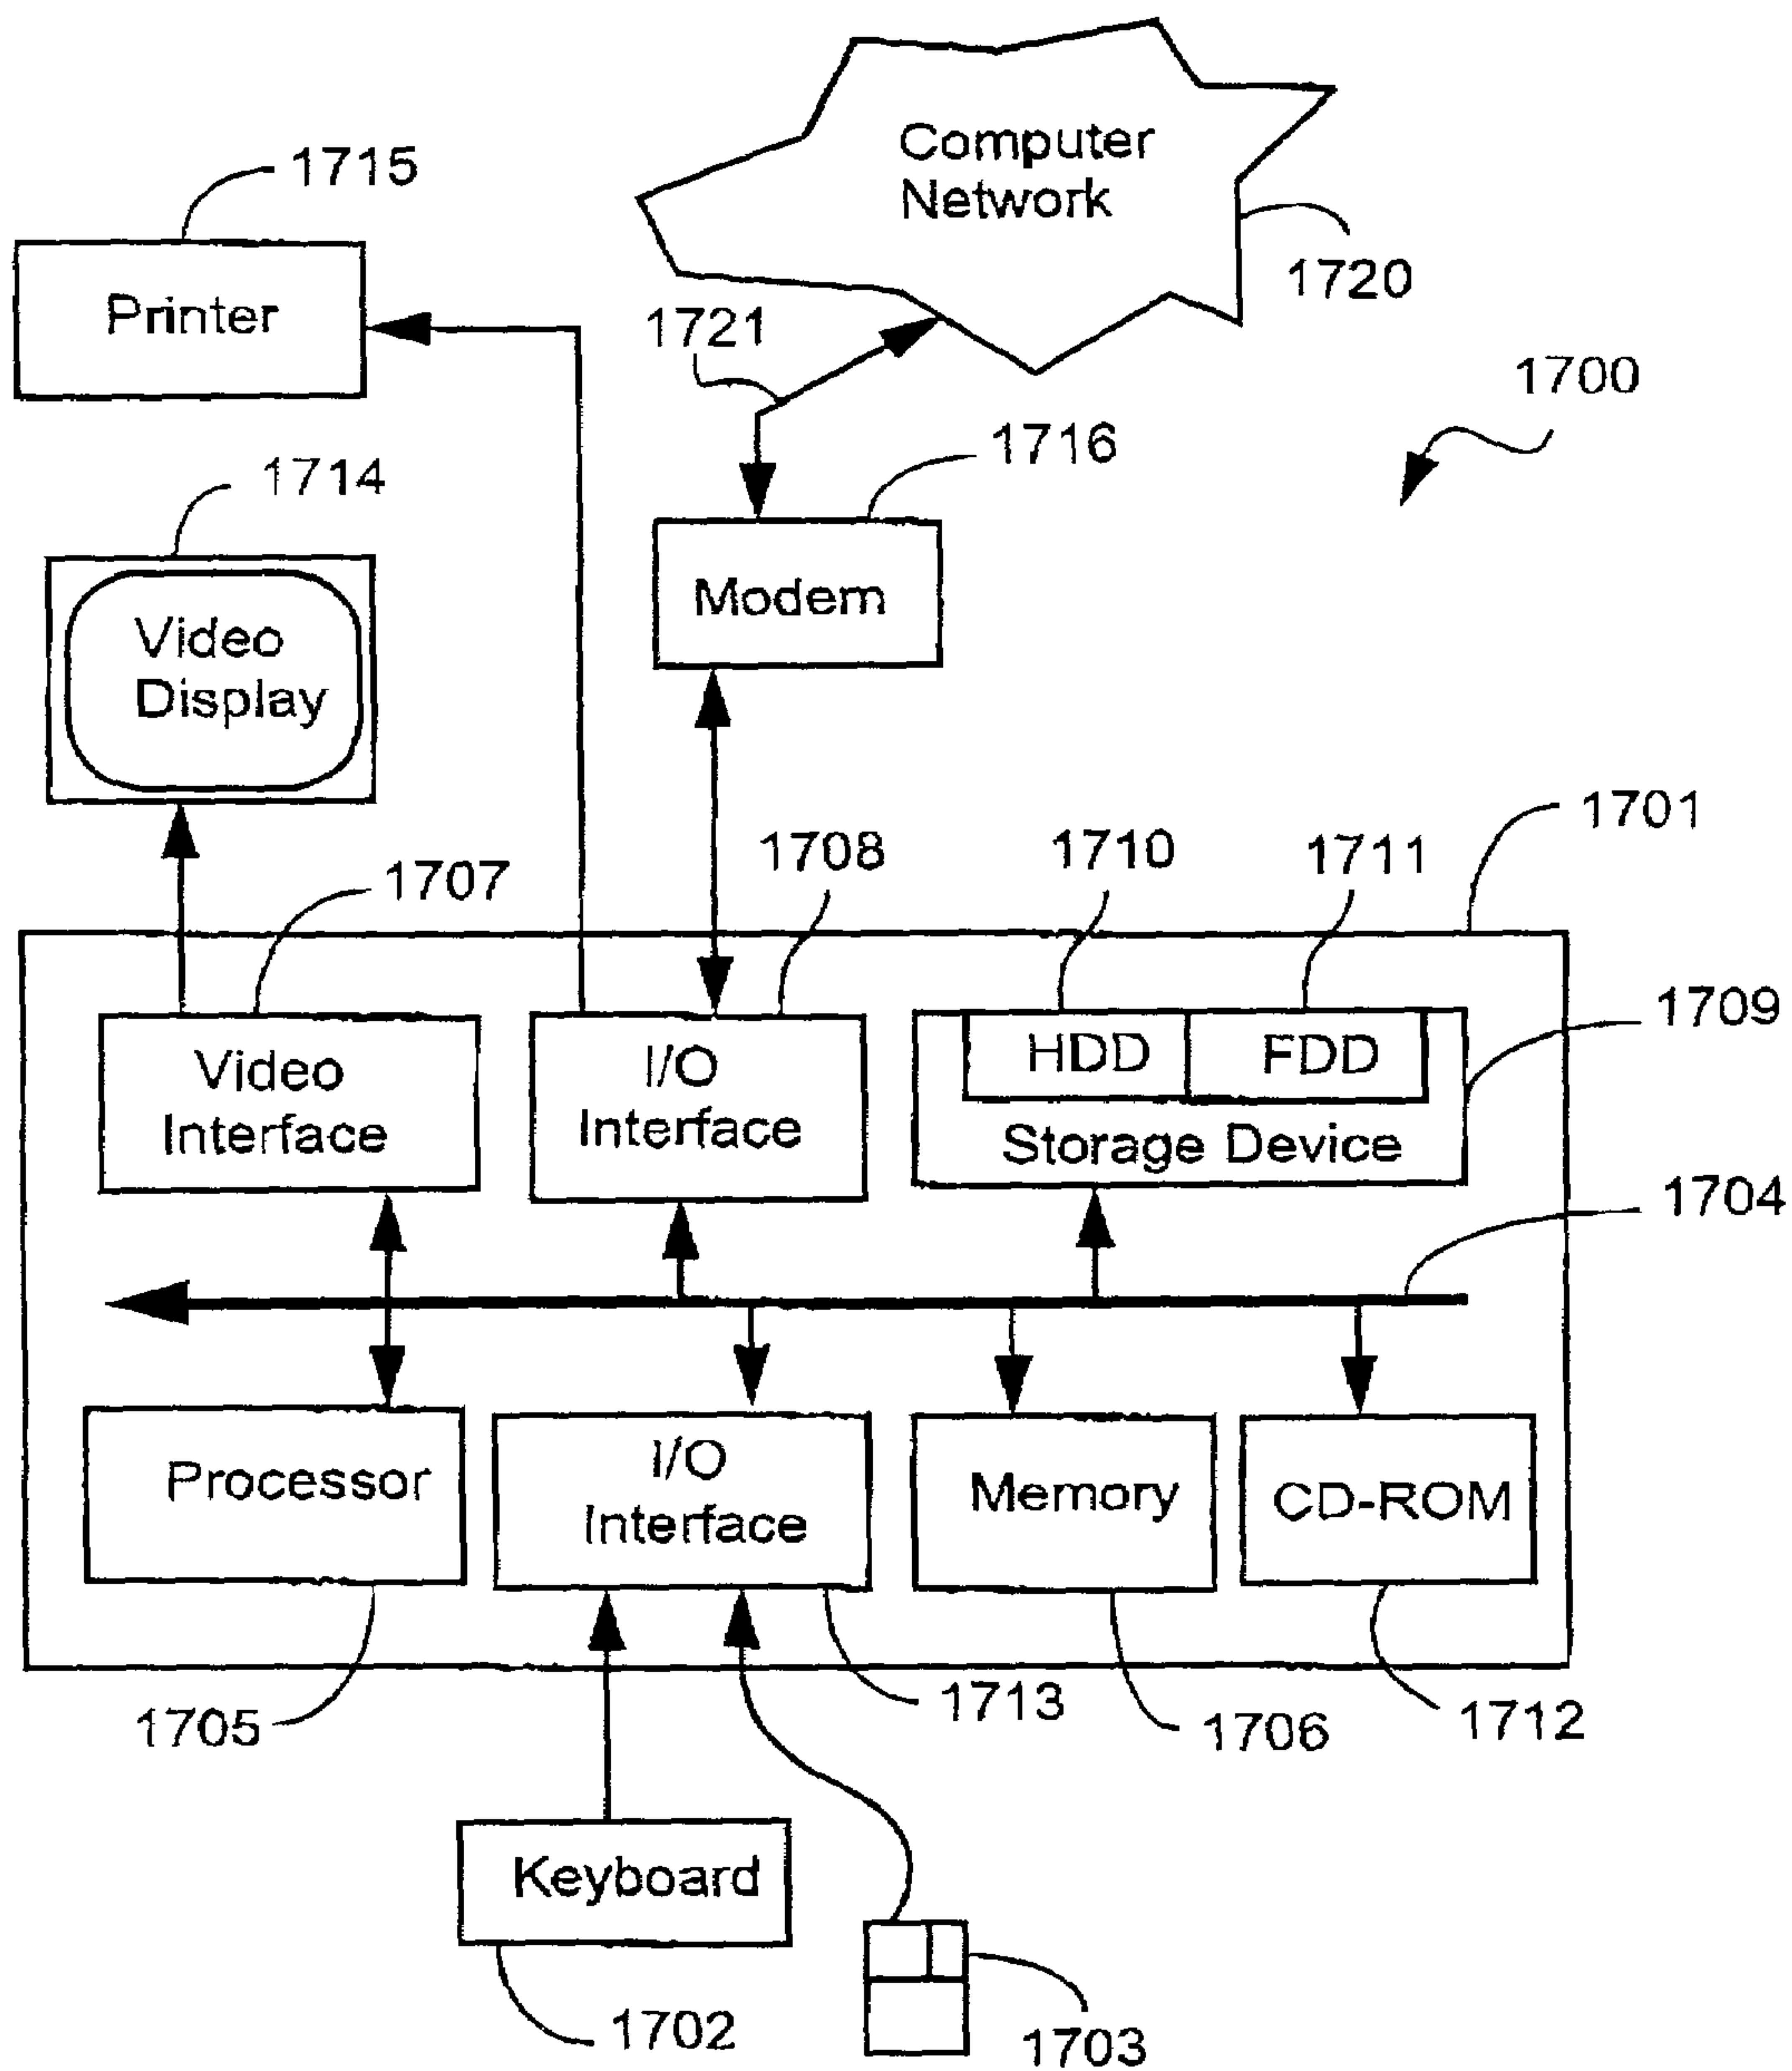 Computer
Network
1715
1720
Printer
1721
1700
1716
1714
Modem
Video
Display
1701
1708
1710
1711
1707
1709
HDD
FDD
Video
Interface
I/O
Interface
Storage Device
1704
Processor
I/O
Interface
Memory
CD-ROM
1705
1713
1706
1712
Keyboard
1702
1703